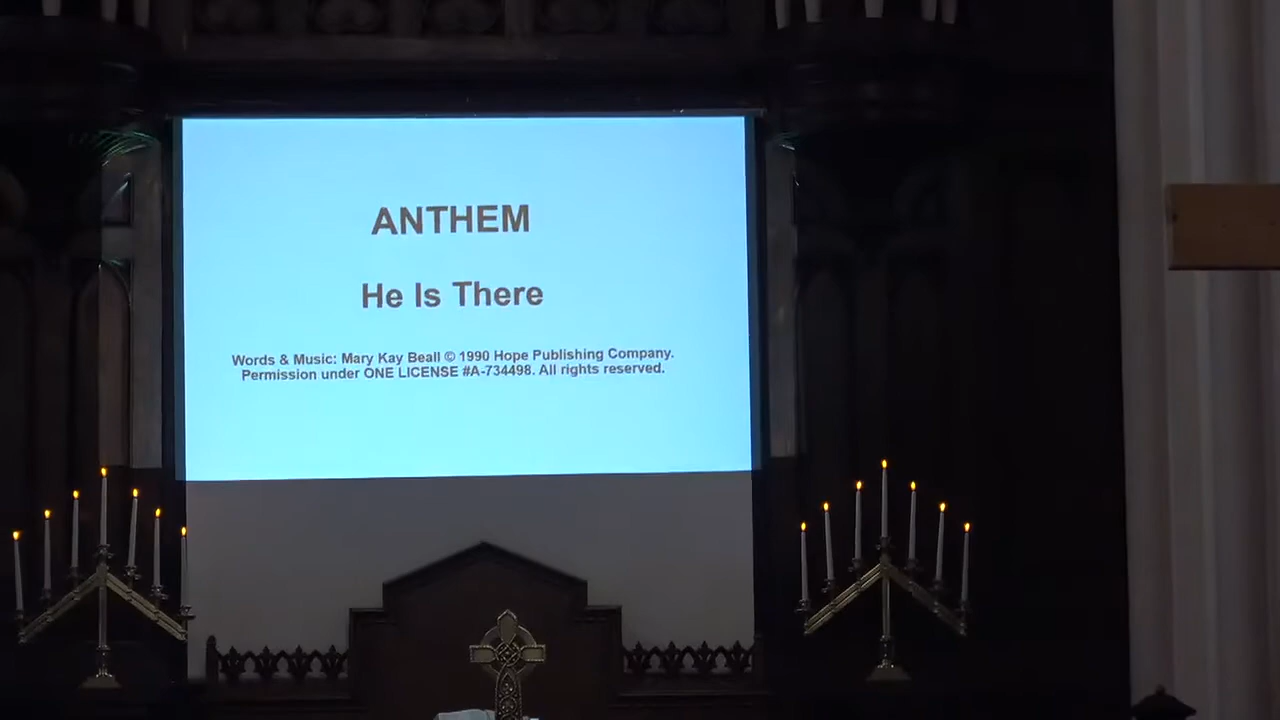 ANTHEM
He Is There
Words & Music: Mary Kay Beall © 1990 Hope Publishing Company.
Permission under ONE LICENSE #A-734498. All rights reserved.